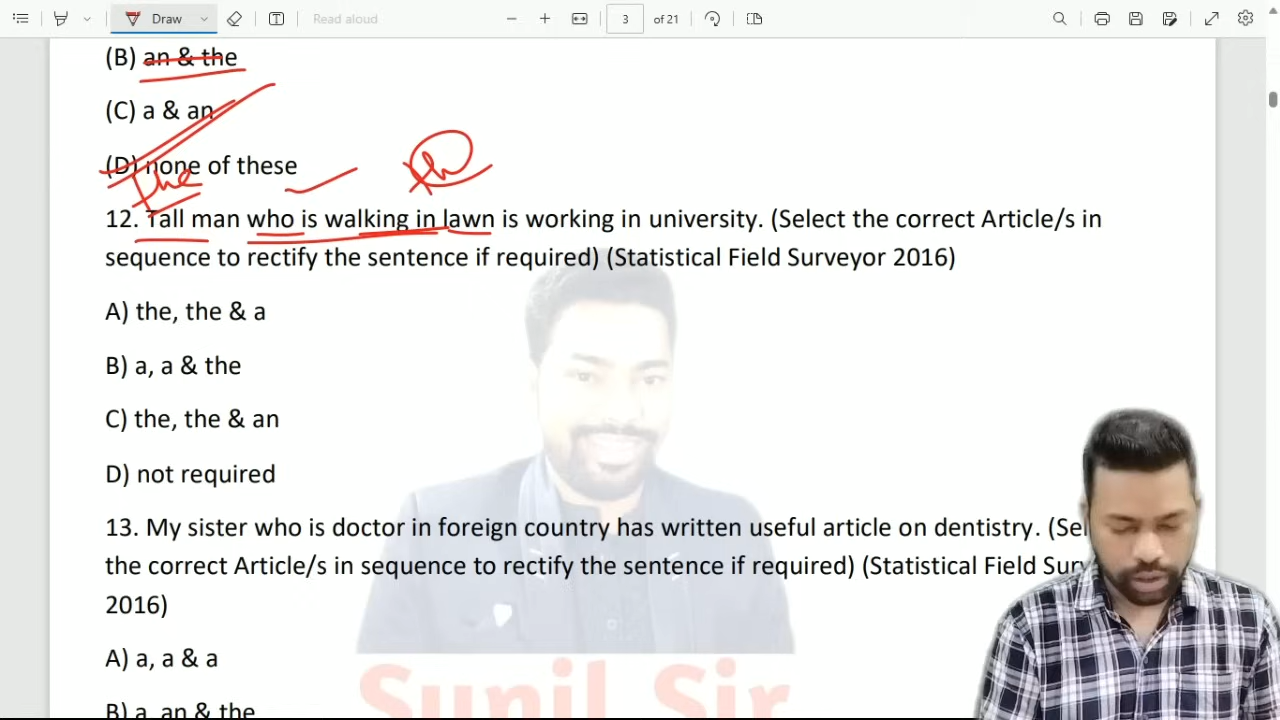 Draw
Read aloud
3
of 21
(B) an & the
(C) a & an
(D) none of these
The
the
12. Tall man who is walking in lawn is working in university. (Select the correct Article/s in
sequence to rectify the sentence if required) (Statistical Field Surveyor 2016)
A) the, the & a
B) a, a & the
C) the, the & an
D) not required
13. My sister who is doctor in foreign country has written useful article on dentistry. (Sel
the correct Article/s in sequence to rectify the sentence if required) (Statistical Field Surv
2016)
A) a, a & a
B) a, an & the
Sunil Sir